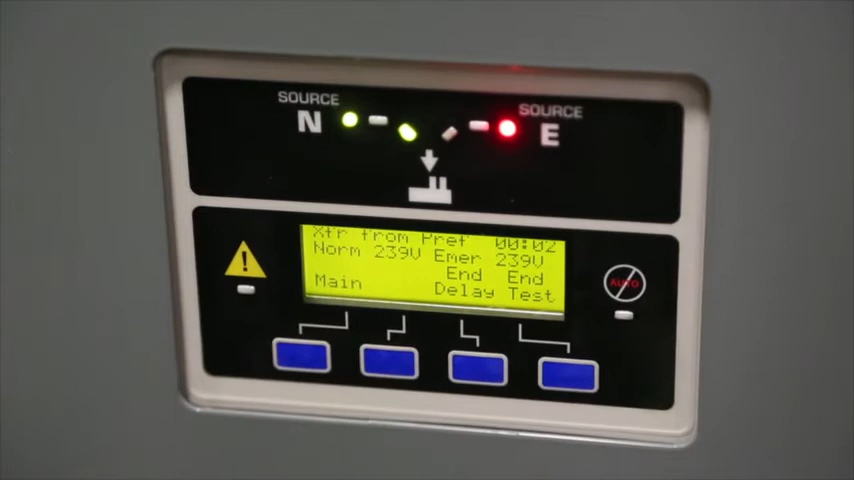 SOURCE
N
SOURCE
E
Xfr from Pref 00:02
Norm 239V Emer 239V
End End
Main Delay Test
AUTO